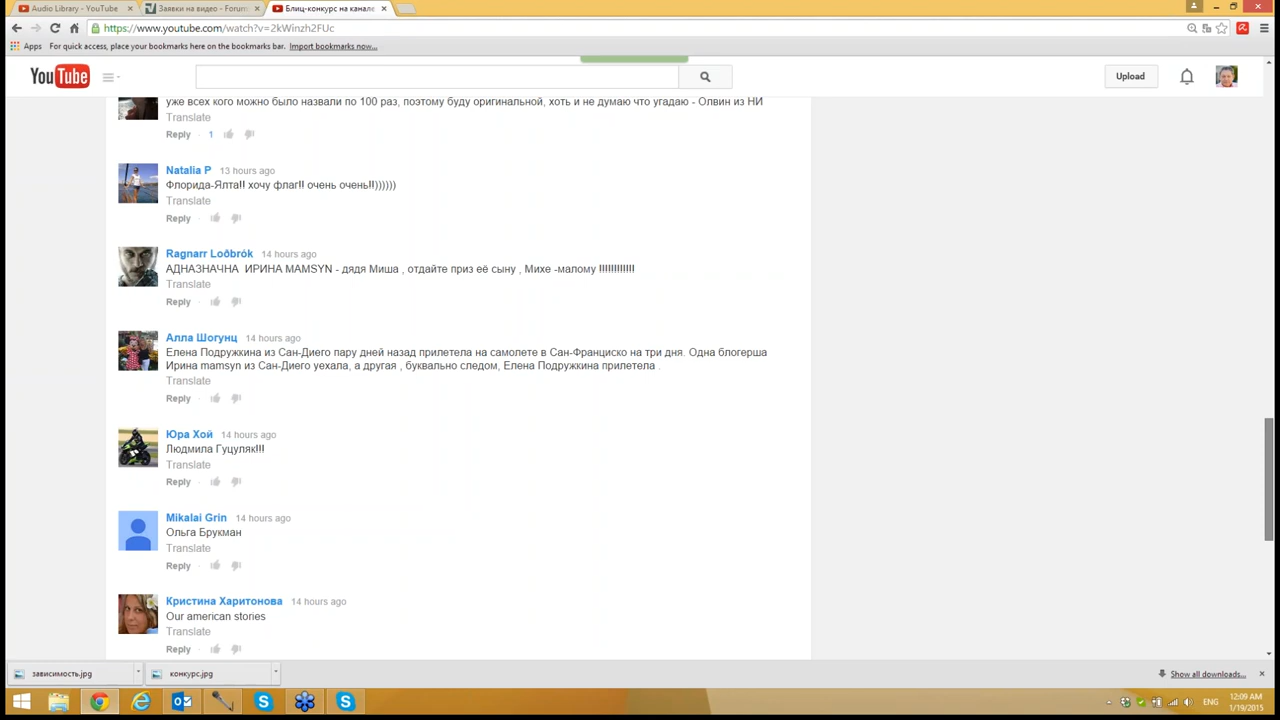 Audio Library - YouTube
Заявки на видео - Forum
Блиц-конкурс на канале
https://www.youtube.com/watch?v=2kWinzh2FUc
Apps For quick access, place your bookmarks here on the bookmarks bar. Import bookmarks now...
YouTube
Upload
уже всех кого можно было назвали по 100 раз, поэтому буду оригинальной, хоть и не думаю что угадаю - Олвин из НИ
Translate
Reply · 1
Natalia P 13 hours ago
Флорида-Ялта!! хочу флаг!! очень очень!!))))))
Translate
Reply ·
Ragnarr Loðbrók 14 hours ago
АДНАЗНАЧНА ИРИНА MAMSYN - дядя Миша , отдайте приз её сыну , Михе -малому !!!!!!!!!!!!
Translate
Reply ·
Алла Шогунц 14 hours ago
Елена Подружкина из Сан-Диего пару дней назад прилетела на самолете в Сан-Франциско на три дня. Одна блогерша
Ирина mamsyn из Сан-Диего уехала, а другая , буквально следом, Елена Подружкина прилетела .
Translate
Reply ·
Юра Хой 14 hours ago
Людмила Гуцуляк!!!
Translate
Reply ·
Mikalai Grin 14 hours ago
Ольга Брукман
Translate
Reply ·
Кристина Харитонова 14 hours ago
Our american stories
Translate
Reply ·
зависимость.jpg
конкурс.jpg
Show all downloads...
ENG
12:09 AM
1/19/2015